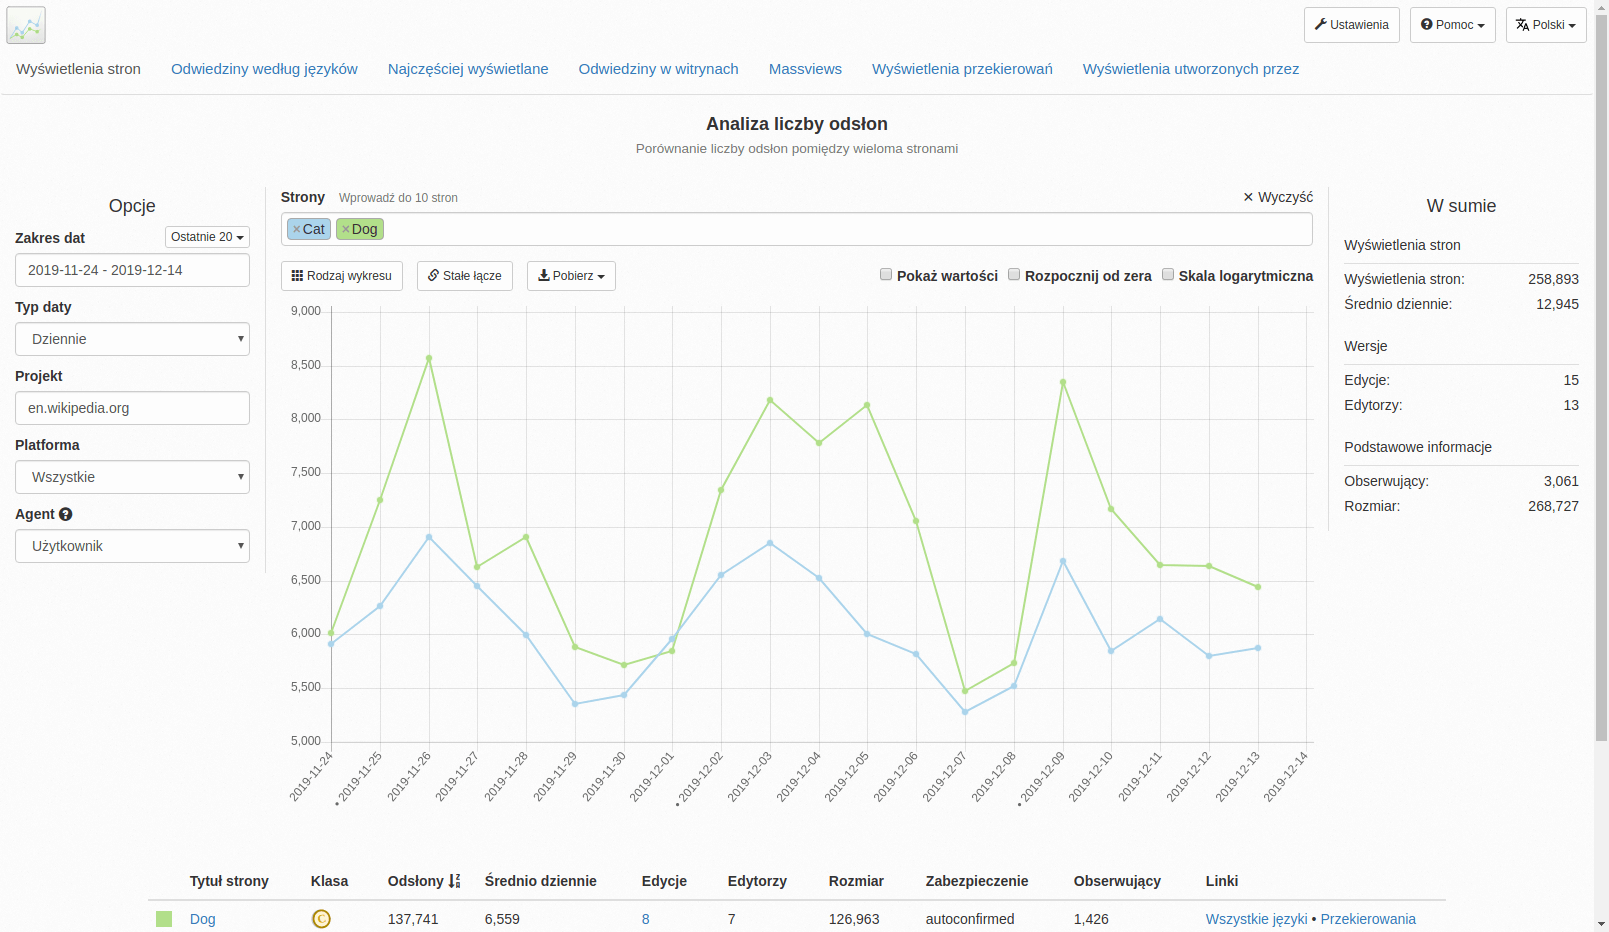 Ustawienia Pomoc Polski
Wyświetlenia stron Odwiedziny według języków Najczęściej wyświetlane Odwiedziny w witrynach Massviews Wyświetlenia przekierowań Wyświetlenia utworzonych przez
Analiza liczby odsłon
Porównanie liczby odsłon pomiędzy wieloma stronami
Opcje
Zakres dat Ostatnie 20
2019-11-24 - 2019-12-14
Typ daty
Dziennie
Projekt
en.wikipedia.org
Platforma
Wszystkie
Agent
Użytkownik
Strony Wprowadź do 10 stron × Wyczyść
×Cat ×Dog
Rodzaj wykresu Stałe łącze Pobierz Pokaż wartości Rozpocznij od zera Skala logarytmiczna
9,000
8,500
8,000
7,500
7,000
6,500
6,000
5,500
5,000
2019-11-24 • 2019-11-25 2019-11-26 2019-11-27 2019-11-28 2019-11-29 2019-11-30 2019-12-01 • 2019-12-02 2019-12-03 2019-12-04 2019-12-05 2019-12-06 2019-12-07 2019-12-08 • 2019-12-09 2019-12-10 2019-12-11 2019-12-12 2019-12-13 2019-12-14
W sumie
Wyświetlenia stron
Wyświetlenia stron: 258,893
Średnio dziennie: 12,945
Wersje
Edycje: 15
Edytorzy: 13
Podstawowe informacje
Obserwujący: 3,061
Rozmiar: 268,727
Tytuł strony Klasa Odsłony Średnio dziennie Edycje Edytorzy Rozmiar Zabezpieczenie Obserwujący Linki
Dog C 137,741 6,559 8 7 126,963 autoconfirmed 1,426 Wszystkie języki • Przekierowania